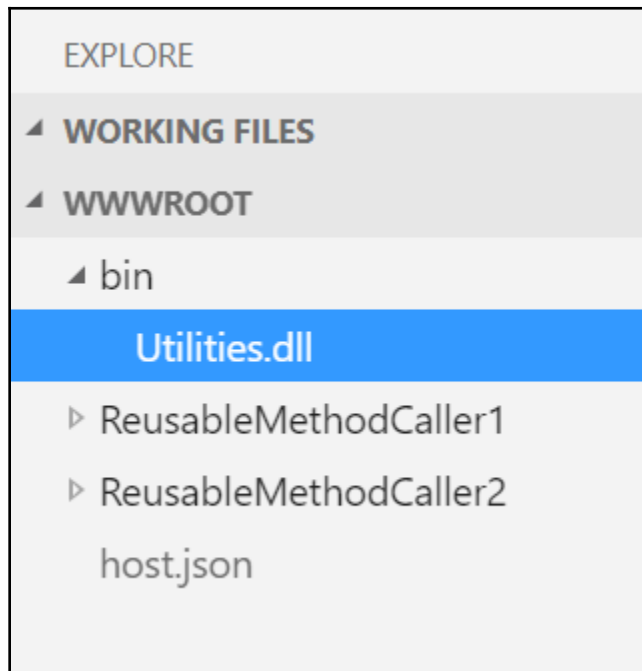 EXPLORE
WORKING FILES
WWWROOT
bin
Utilities.dll
ReusableMethodCaller1
ReusableMethodCaller2
host.json